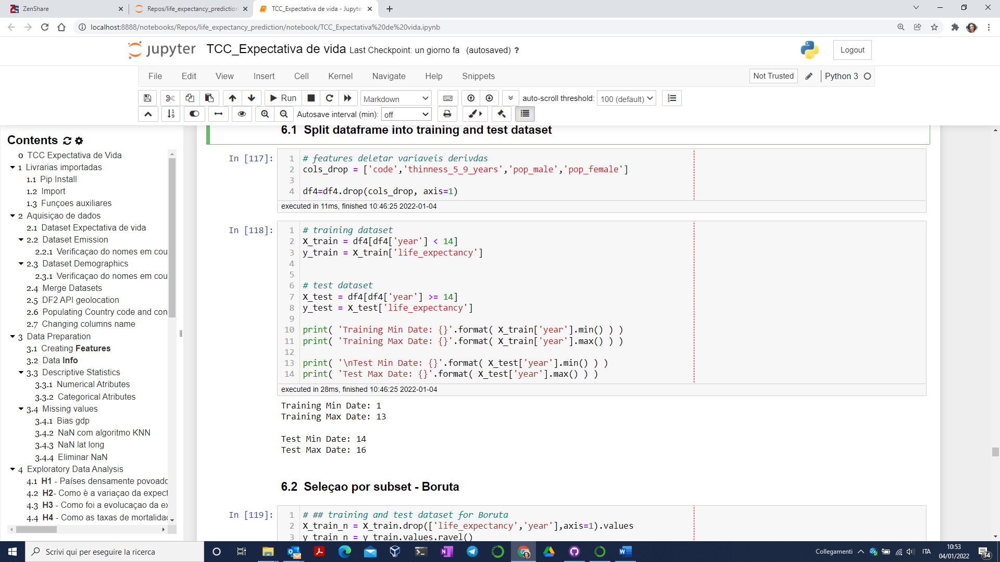 ZenShare
Repos/life_expectancy_prediction
TCC_Expectativa de vida - Jupyte
localhost:8888/notebooks/Repos/life_expectancy_prediction/notebook/TCC_Expectativa%20de%20vida.ipynb
jupyter TCC_Expectativa de vida Last Checkpoint: un giorno fa (autosaved) ?
Logout
File Edit View Insert Cell Kernel Navigate Help Snippets
Not Trusted Python 3
Run Markdown auto-scroll threshold: 100 (default)
Autosave interval (min): off
Contents
0 TCC Expectativa de Vida
1 Livrarias importadas
1.1 Pip Install
1.2 Import
1.3 Funçoes auxiliares
2 Aquisiçao de dados
2.1 Dataset Expectativa de vida
2.2 Dataset Emission
2.2.1 Verificaçao do nomes em cou
2.3 Dataset Demographics
2.3.1 Verificaçao do nomes em cou
2.4 Merge Datasets
2.5 DF2 API geolocation
2.6 Populating Country code and con
2.7 Changing columns name
3 Data Preparation
3.1 Creating Features
3.2 Data Info
3.3 Descriptive Statistics
3.3.1 Numerical Atributes
3.3.2 Categorical Atributes
3.4 Missing values
3.4.1 Bias gdp
3.4.2 NaN com algoritmo KNN
3.4.3 NaN lat long
3.4.4 Eliminar NaN
4 Exploratory Data Analysis
4.1 H1 - Países densamente povoado
4.2 H2- Como è a variaçao da expect
4.3 H3 - Como foi a evolucaçao da ex
4.4 H4 - Como as taxas de mortalidad
6.1 Split dataframe into training and test dataset
In [117]:
1 # features deletar variaveis derivdas
2 cols_drop = ['code','thinness_5_9_years','pop_male','pop_female']
3
4 df4=df4.drop(cols_drop, axis=1)
executed in 11ms, finished 10:46:25 2022-01-04
In [118]:
1 # training dataset
2 X_train = df4[df4['year'] < 14]
3 y_train = X_train['life_expectancy']
4
5
6 # test dataset
7 X_test = df4[df4['year'] >= 14]
8 y_test = X_test['life_expectancy']
9
10 print( 'Training Min Date: {}'.format( X_train['year'].min() ) )
11 print( 'Training Max Date: {}'.format( X_train['year'].max() ) )
12
13 print( '\nTest Min Date: {}'.format( X_test['year'].min() ) )
14 print( 'Test Max Date: {}'.format( X_test['year'].max() ) )
executed in 28ms, finished 10:46:25 2022-01-04
Training Min Date: 1
Training Max Date: 13
Test Min Date: 14
Test Max Date: 16
6.2 Seleçao por subset - Boruta
In [119]:
1 # ## training and test dataset for Boruta
2 X_train_n = X_train.drop(['life_expectancy','year'],axis=1).values
3 y_train_n = y_train.values.ravel()
Scrivi qui per eseguire la ricerca
Collegamenti
ITA
10:53
04/01/2022
34